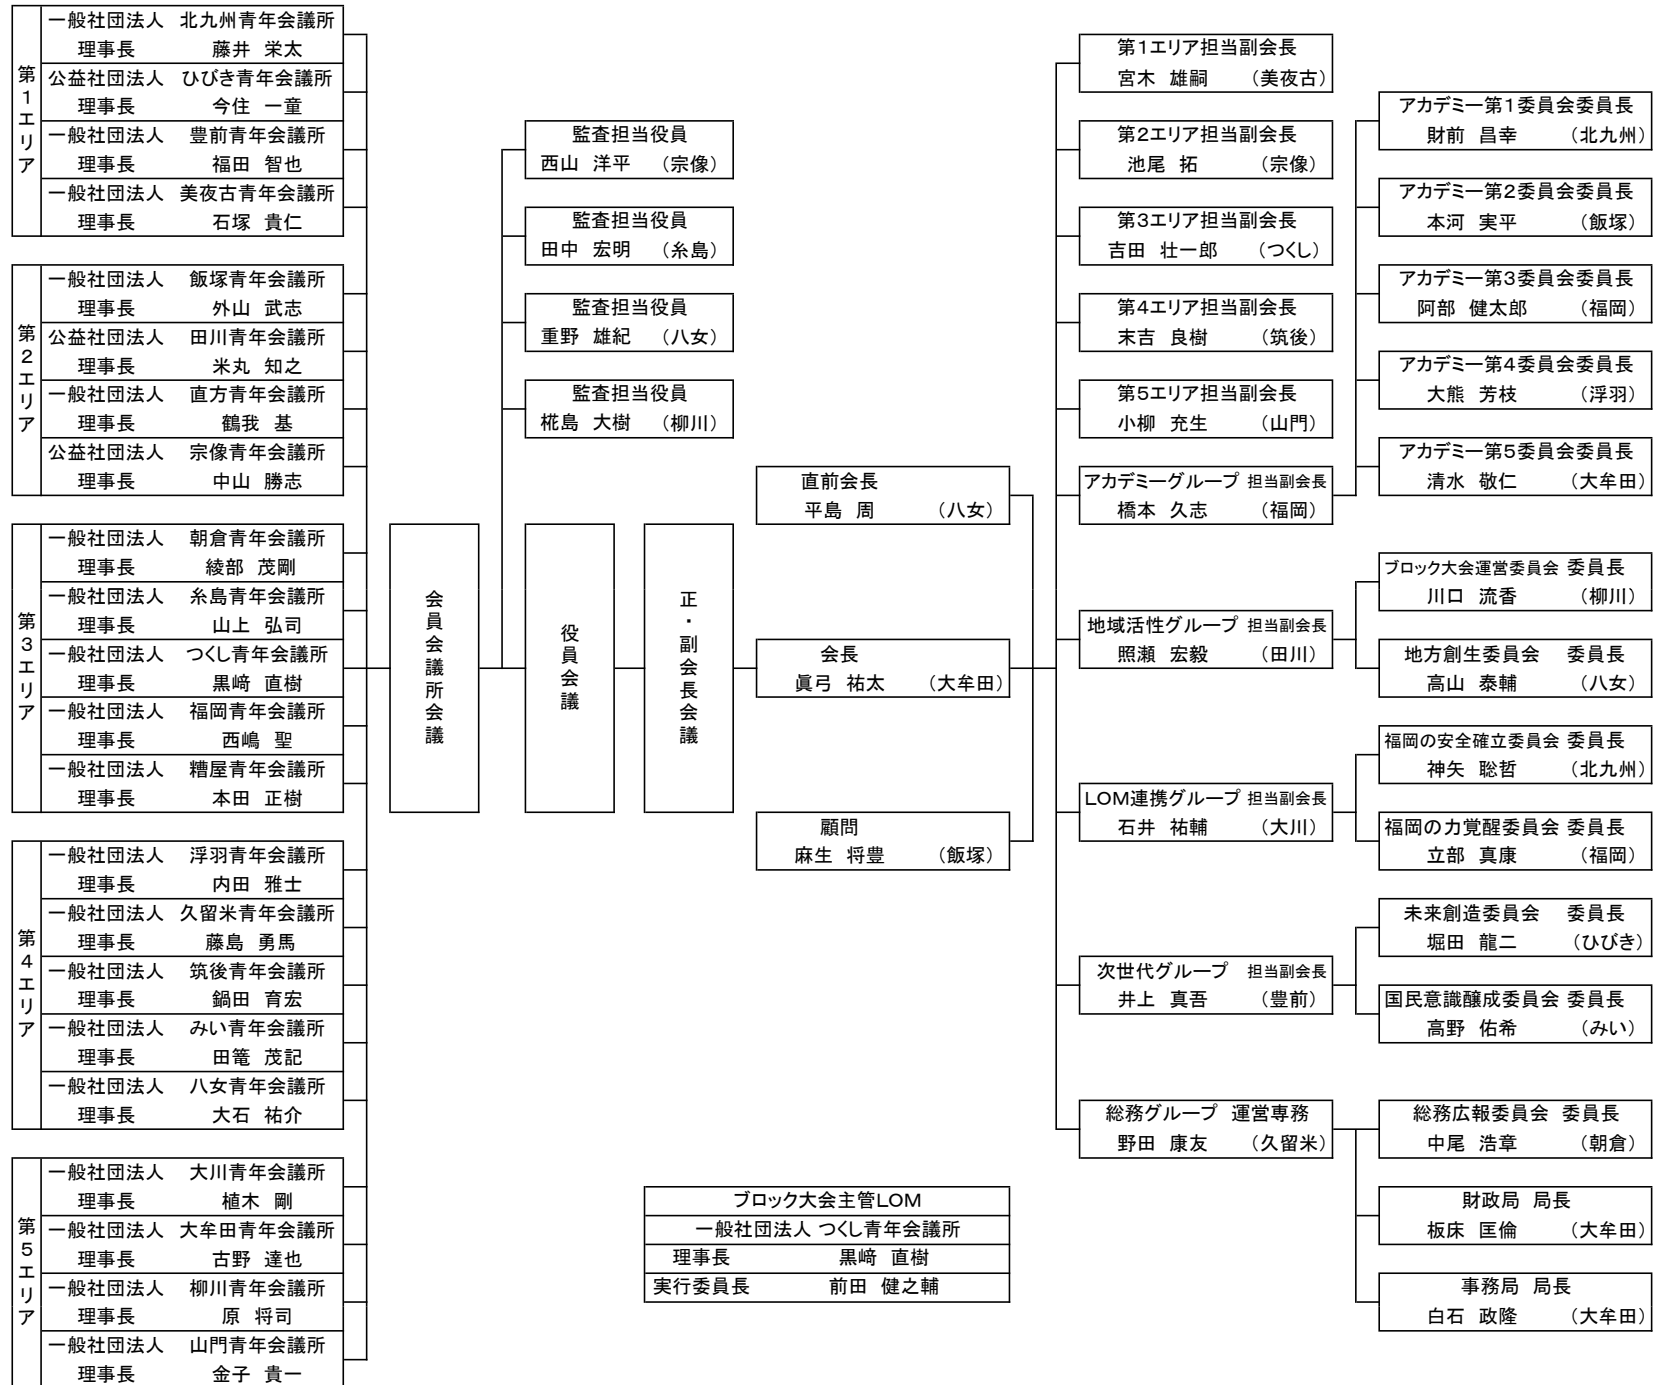 第1エリア
一般社団法人 北九州青年会議所
理事長 藤井 栄太
公益社団法人 ひびき青年会議所
理事長 今住 一童
一般社団法人 豊前青年会議所
理事長 福田 智也
一般社団法人 美夜古青年会議所
理事長 石塚 貴仁
第2エリア
一般社団法人 飯塚青年会議所
理事長 外山 武志
公益社団法人 田川青年会議所
理事長 米丸 知之
一般社団法人 直方青年会議所
理事長 鶴我 基
公益社団法人 宗像青年会議所
理事長 中山 勝志
第3エリア
一般社団法人 朝倉青年会議所
理事長 綾部 茂剛
一般社団法人 糸島青年会議所
理事長 山上 弘司
一般社団法人 つくし青年会議所
理事長 黒﨑 直樹
一般社団法人 福岡青年会議所
理事長 西嶋 聖
一般社団法人 糟屋青年会議所
理事長 本田 正樹
第4エリア
一般社団法人 浮羽青年会議所
理事長 内田 雅士
一般社団法人 久留米青年会議所
理事長 藤島 勇馬
一般社団法人 筑後青年会議所
理事長 鍋田 育宏
一般社団法人 みい青年会議所
理事長 田篭 茂記
一般社団法人 八女青年会議所
理事長 大石 祐介
第5エリア
一般社団法人 大川青年会議所
理事長 植木 剛
一般社団法人 大牟田青年会議所
理事長 古野 達也
一般社団法人 柳川青年会議所
理事長 原 将司
一般社団法人 山門青年会議所
理事長 金子 貴一
会員会議所会議
監査担当役員
西山 洋平 （宗像）
監査担当役員
田中 宏明 （糸島）
監査担当役員
重野 雄紀 （八女）
監査担当役員
椛島 大樹 （柳川）
役員会議
正・副会長会議
直前会長
平島 周 （八女）
会長
眞弓 祐太 （大牟田）
顧問
麻生 将豊 （飯塚）
ブロック大会主管LOM
一般社団法人 つくし青年会議所
理事長 黒﨑 直樹
実行委員長 前田 健之輔
第1エリア担当副会長
宮木 雄嗣 （美夜古）
第2エリア担当副会長
池尾 拓 （宗像）
第3エリア担当副会長
吉田 壮一郎 （つくし）
第4エリア担当副会長
末吉 良樹 （筑後）
第5エリア担当副会長
小柳 充生 （山門）
アカデミーグループ 担当副会長
橋本 久志 （福岡）
地域活性グループ 担当副会長
照瀬 宏毅 （田川）
LOM連携グループ 担当副会長
石井 祐輔 （大川）
次世代グループ 担当副会長
井上 真吾 （豊前）
総務グループ 運営専務
野田 康友 （久留米）
アカデミー第1委員会委員長
財前 昌幸 （北九州）
アカデミー第2委員会委員長
本河 実平 （飯塚）
アカデミー第3委員会委員長
阿部 健太郎 （福岡）
アカデミー第4委員会委員長
大熊 芳枝 （浮羽）
アカデミー第5委員会委員長
清水 敬仁 （大牟田）
ブロック大会運営委員会 委員長
川口 流香 （柳川）
地方創生委員会 委員長
高山 泰輔 （八女）
福岡の安全確立委員会 委員長
神矢 聡哲 （北九州）
福岡の力覚醒委員会 委員長
立部 真康 （福岡）
未来創造委員会 委員長
堀田 龍二 （ひびき）
国民意識醸成委員会 委員長
高野 佑希 （みい）
総務広報委員会 委員長
中尾 浩章 （朝倉）
財政局 局長
板床 匡倫 （大牟田）
事務局 局長
白石 政隆 （大牟田）